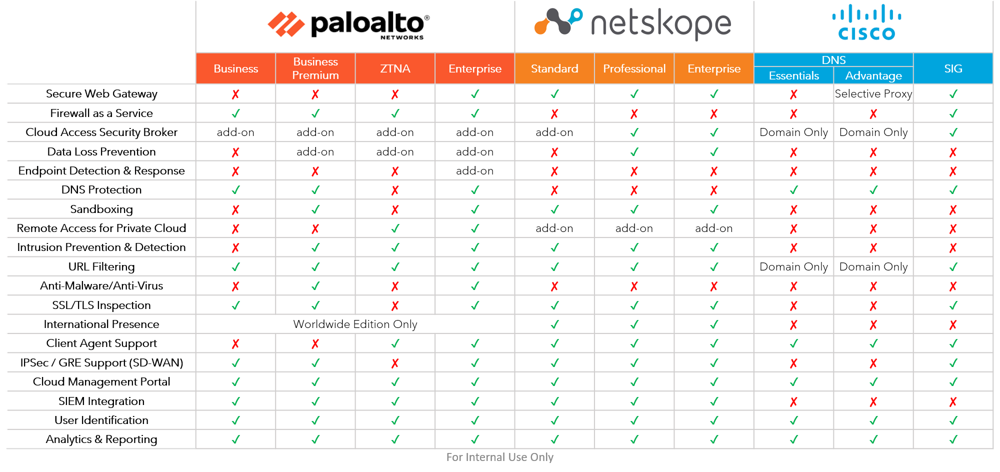 paloalto®
NETWORKS
netskope
CISCO
Business Business Premium ZTNA Enterprise Standard Professional Enterprise DNS Essentials Advantage SIG
Secure Web Gateway ✗ ✗ ✗ ✓ ✓ ✓ ✓ ✗ Selective Proxy ✓
Firewall as a Service ✓ ✓ ✓ ✓ ✗ ✗ ✗ ✗ ✗ ✓
Cloud Access Security Broker add-on add-on add-on add-on add-on ✓ ✓ Domain Only Domain Only ✓
Data Loss Prevention ✗ add-on add-on add-on ✗ ✓ ✓ ✗ ✗ ✗
Endpoint Detection & Response ✗ ✗ ✗ add-on ✗ ✗ ✗ ✗ ✗ ✗
DNS Protection ✓ ✓ ✗ ✓ ✗ ✗ ✗ ✓ ✓ ✓
Sandboxing ✗ ✓ ✗ ✓ ✓ ✓ ✓ ✗ ✗ ✗
Remote Access for Private Cloud ✗ ✗ ✓ ✓ add-on add-on add-on ✗ ✗ ✗
Intrusion Prevention & Detection ✗ ✓ ✓ ✓ ✓ ✓ ✓ ✗ ✗ ✗
URL Filtering ✓ ✓ ✓ ✓ ✓ ✓ ✓ Domain Only Domain Only ✓
Anti-Malware/Anti-Virus ✗ ✓ ✗ ✓ ✗ ✗ ✗ ✗ ✗ ✗
SSL/TLS Inspection ✓ ✓ ✗ ✓ ✓ ✓ ✓ ✗ ✗ ✓
International Presence Worldwide Edition Only ✓ ✓ ✓ ✗ ✗ ✗
Client Agent Support ✗ ✗ ✓ ✓ ✓ ✓ ✓ ✓ ✓ ✓
IPSec / GRE Support (SD-WAN) ✓ ✓ ✗ ✓ ✓ ✓ ✓ ✗ ✗ ✓
Cloud Management Portal ✓ ✓ ✓ ✓ ✓ ✓ ✓ ✓ ✓ ✓
SIEM Integration ✓ ✓ ✓ ✓ ✓ ✓ ✓ ✗ ✗ ✗
User Identification ✓ ✓ ✓ ✓ ✓ ✓ ✓ ✓ ✓ ✓
Analytics & Reporting ✓ ✓ ✓ ✓ ✓ ✓ ✓ ✓ ✓ ✓
For Internal Use Only